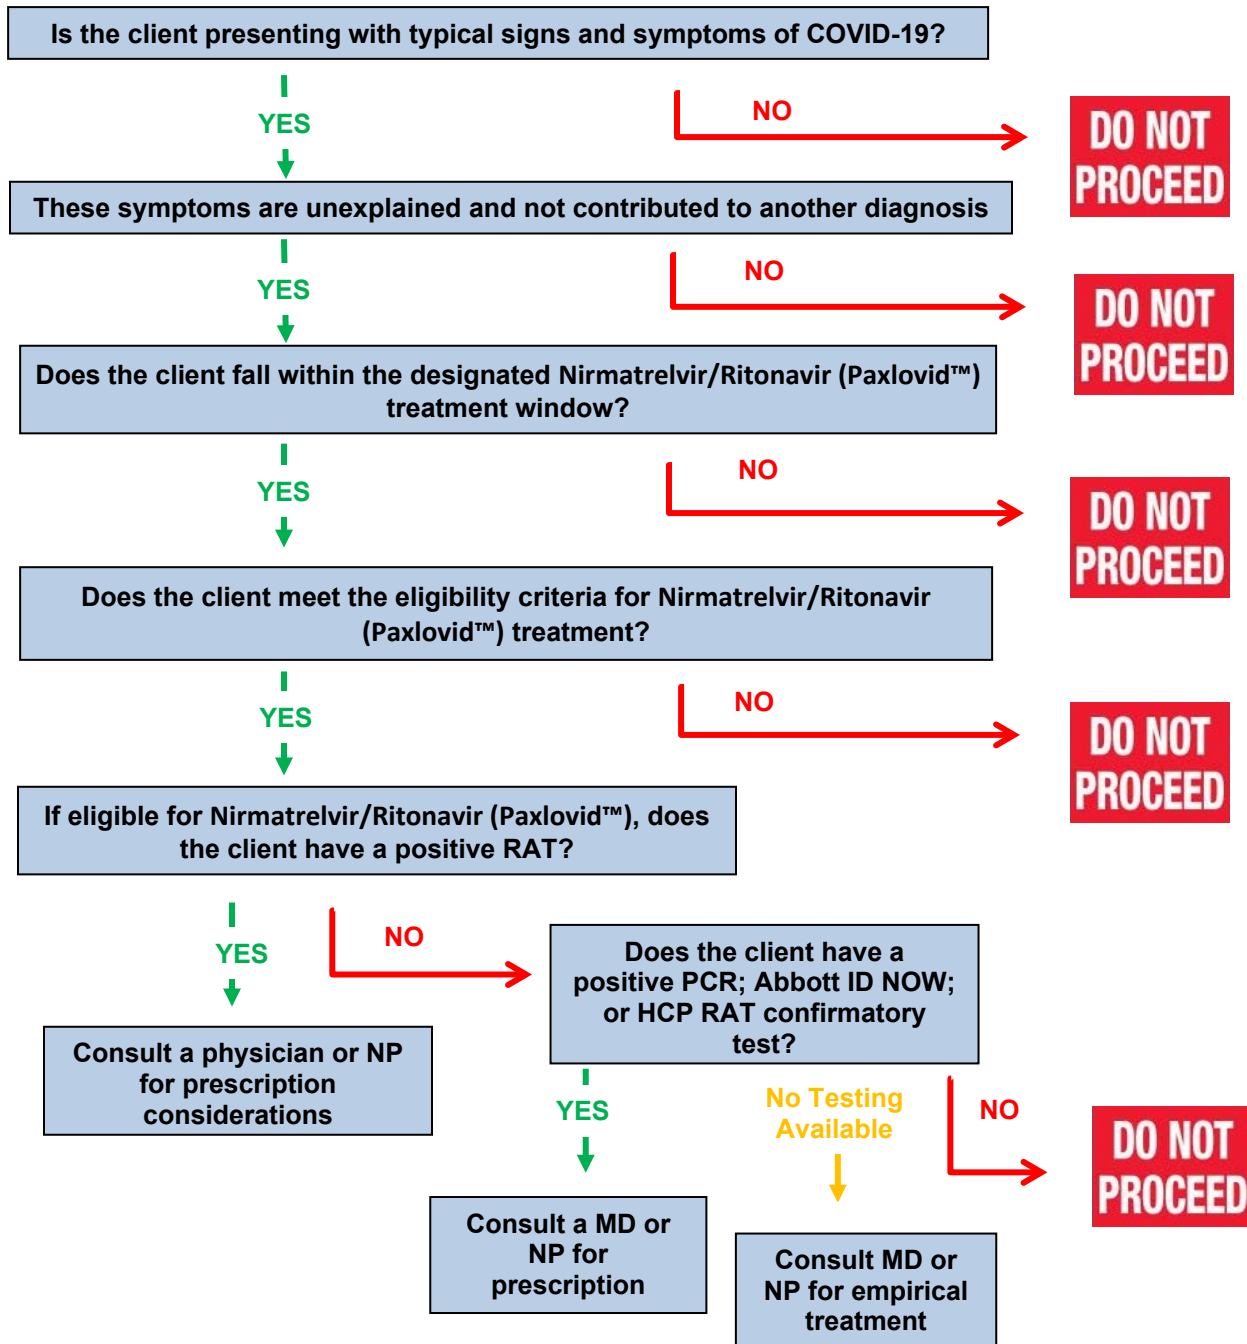 Is the client presenting with typical signs and symptoms of COVID-19?
YES
NO
DO NOT
PROCEED
These symptoms are unexplained and not contributed to another diagnosis
YES
NO
DO NOT
PROCEED
Does the client fall within the designated Nirmatrelvir/Ritonavir (Paxlovid™)
treatment window?
YES
NO
DO NOT
PROCEED
Does the client meet the eligibility criteria for Nirmatrelvir/Ritonavir
(Paxlovid™) treatment?
YES
NO
DO NOT
PROCEED
If eligible for Nirmatrelvir/Ritonavir (Paxlovid™), does
the client have a positive RAT?
YES
NO
Does the client have a
positive PCR; Abbott ID NOW;
or HCP RAT confirmatory
test?
Consult a physician or NP
for prescription
considerations
YES
No Testing
Available
NO
DO NOT
PROCEED
Consult a MD or
NP for
prescription
Consult MD or
NP for empirical
treatment